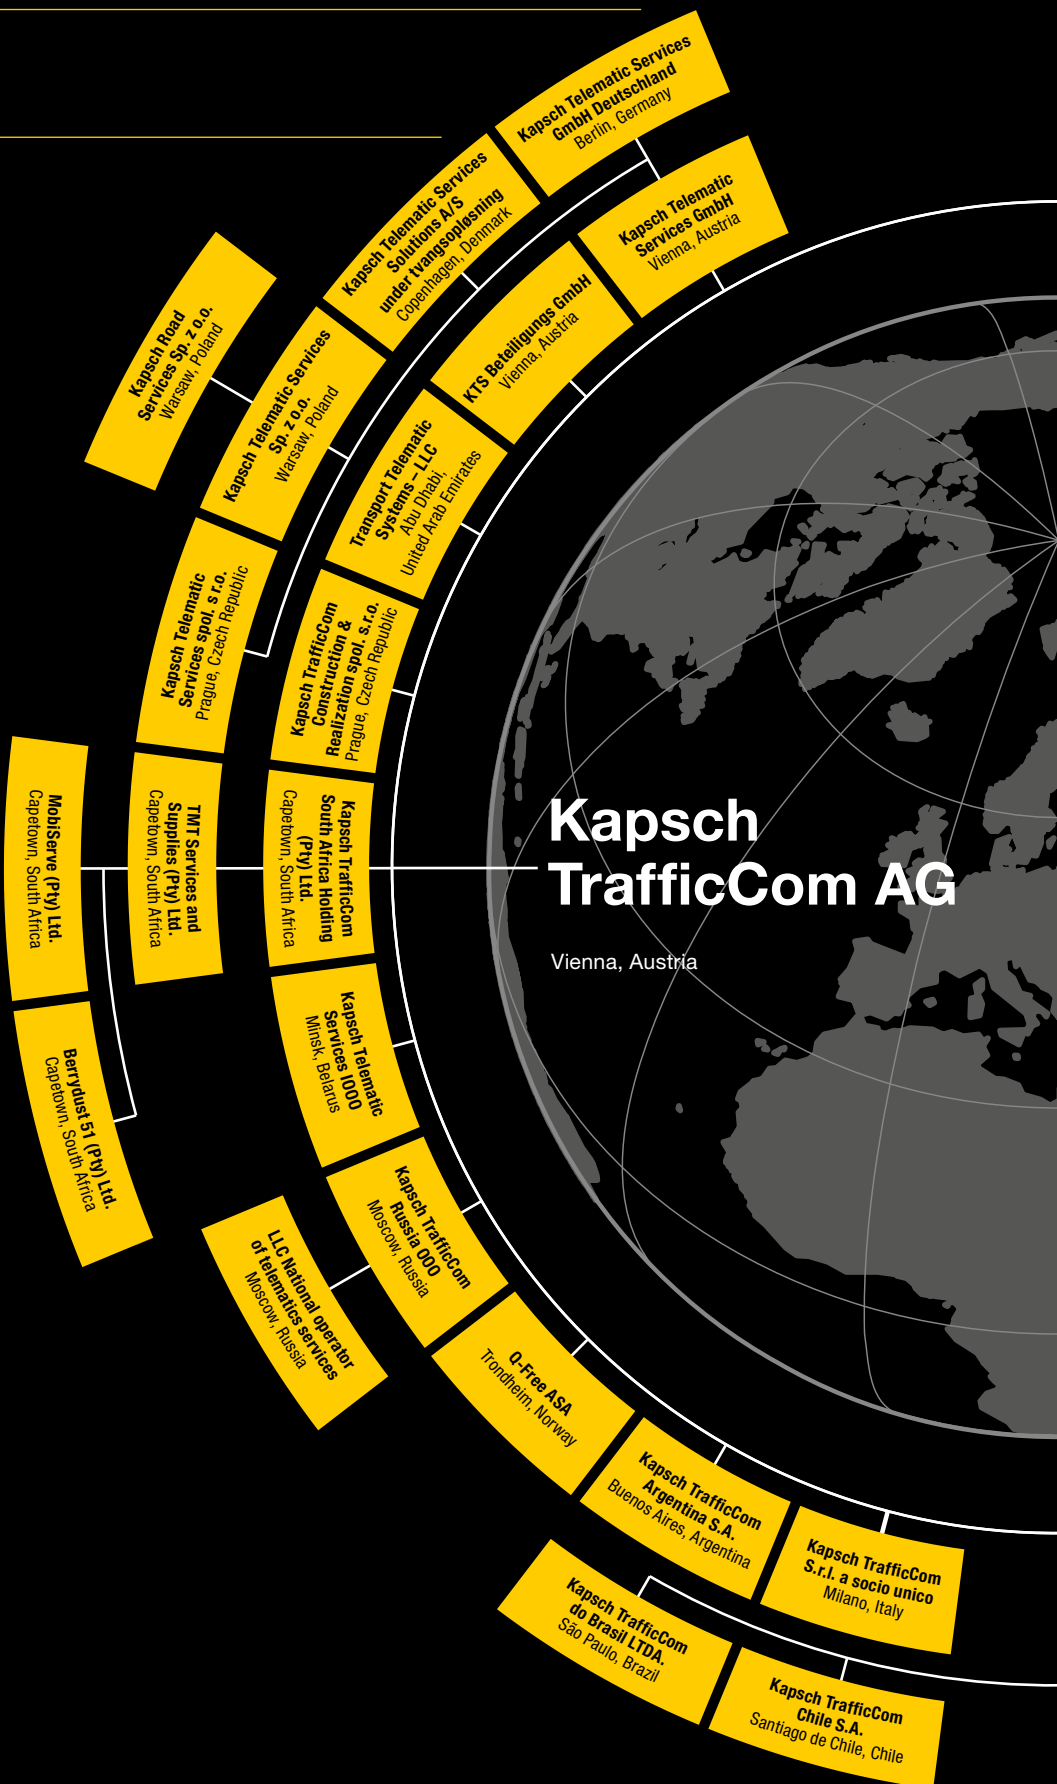 Kapsch Telematic Services
GmbH Deutschland
Berlin, Germany
Kapsch Telematic Services
Solutions A/S
under tvangsopløsning
Copenhagen, Denmark
Kapsch Telematic
Services GmbH
Vienna, Austria
KTS Beteiligungs GmbH
Vienna, Austria
Kapsch Road
Services Sp. z o.o.
Warsaw, Poland
Kapsch Telematic Services
Sp. z o.o.
Warsaw, Poland
Transport Telematic
Systems – LLC
Abu Dhabi,
United Arab Emirates
Kapsch Telematic
Services spol. s r.o.
Prague, Czech Republic
Kapsch TrafficCom
Construction &
Realization spol. s.r.o.
Prague, Czech Republic
MobiServe (Pty) Ltd.
Capetown, South Africa
TMT Services and
Supplies (Pty) Ltd.
Capetown, South Africa
Kapsch TrafficCom
South Africa Holding
(Pty) Ltd.
Capetown, South Africa
Kapsch
TrafficCom AG
Vienna, Austria
Berrydust 51 (Pty) Ltd.
Capetown, South Africa
Kapsch Telematic
Services IOOO
Minsk, Belarus
Kapsch TrafficCom
Russia OOO
Moscow, Russia
LLC National operator
of telematics services
Moscow, Russia
Q-Free ASA
Trondheim, Norway
Kapsch TrafficCom
Argentina S.A.
Buenos Aires, Argentina
Kapsch TrafficCom
S.r.l. a socio unico
Milano, Italy
Kapsch TrafficCom
do Brasil LTDA.
São Paulo, Brazil
Kapsch TrafficCom
Chile S.A.
Santiago de Chile, Chile